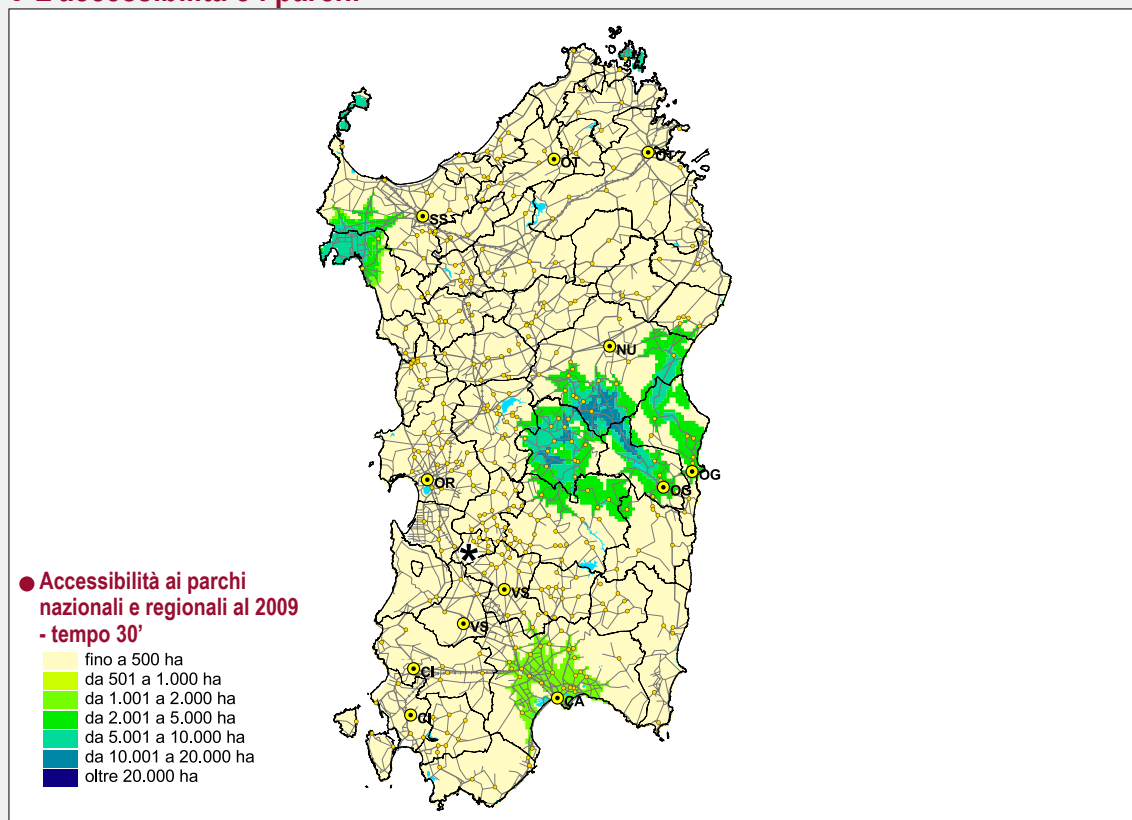 OT
OT
SS
NU
OG
OG
OR
*
VS
VS
CI
CA
CI
● Accessibilità ai parchi
nazionali e regionali al 2009
- tempo 30'
fino a 500 ha
da 501 a 1.000 ha
da 1.001 a 2.000 ha
da 2.001 a 5.000 ha
da 5.001 a 10.000 ha
da 10.001 a 20.000 ha
oltre 20.000 ha